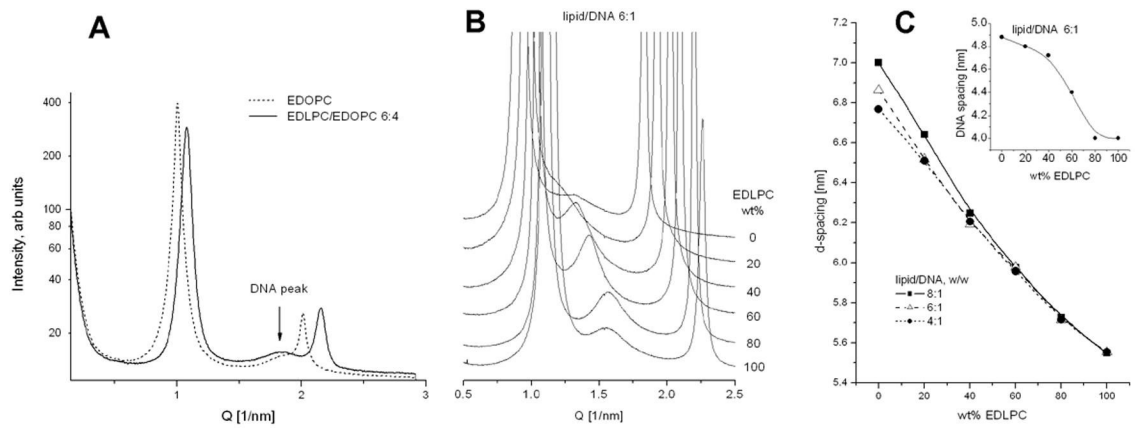 A
EDOPC
EDLPC/EDOPC 6:4
Intensity, arb units
400
200
100
80
60
40
20
DNA peak
1
2
3
Q [1/nm]
B
lipid/DNA 6:1
EDLPC
wt%
0
20
40
60
80
100
0.5
1.0
1.5
2.0
2.5
Q [1/nm]
C
d-spacing [nm]
7.2
7.0
6.8
6.6
6.4
6.2
6.0
5.8
5.6
5.4
lipid/DNA, w/w
8:1
6:1
4:1
0
20
40
60
80
100
wt% EDLPC
lipid/DNA 6:1
DNA spacing [nm]
5.0
4.8
4.6
4.4
4.2
4.0
0 20 40 60 80 100
wt% EDLPC